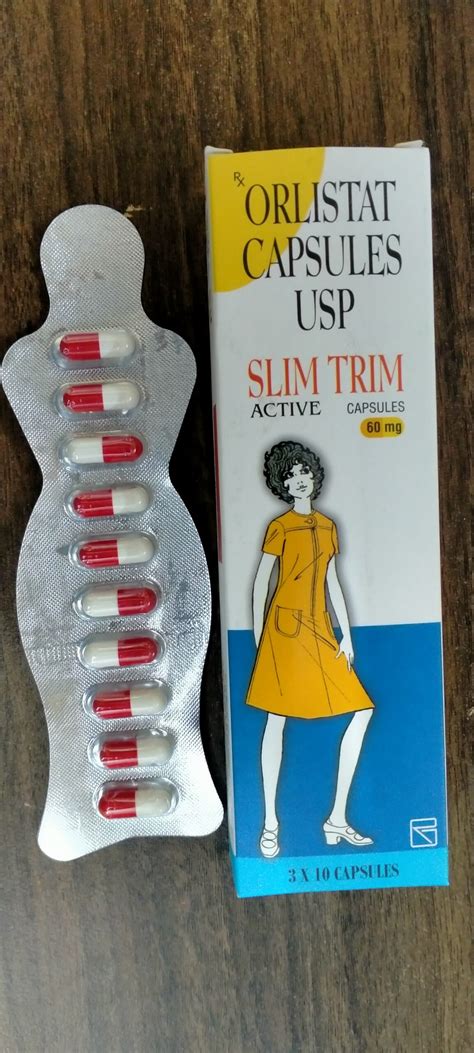 Rx
ORLISTAT
CAPSULES
USP
SLIM TRIM
ACTIVE CAPSULES
60 mg
3 X 10 CAPSULES